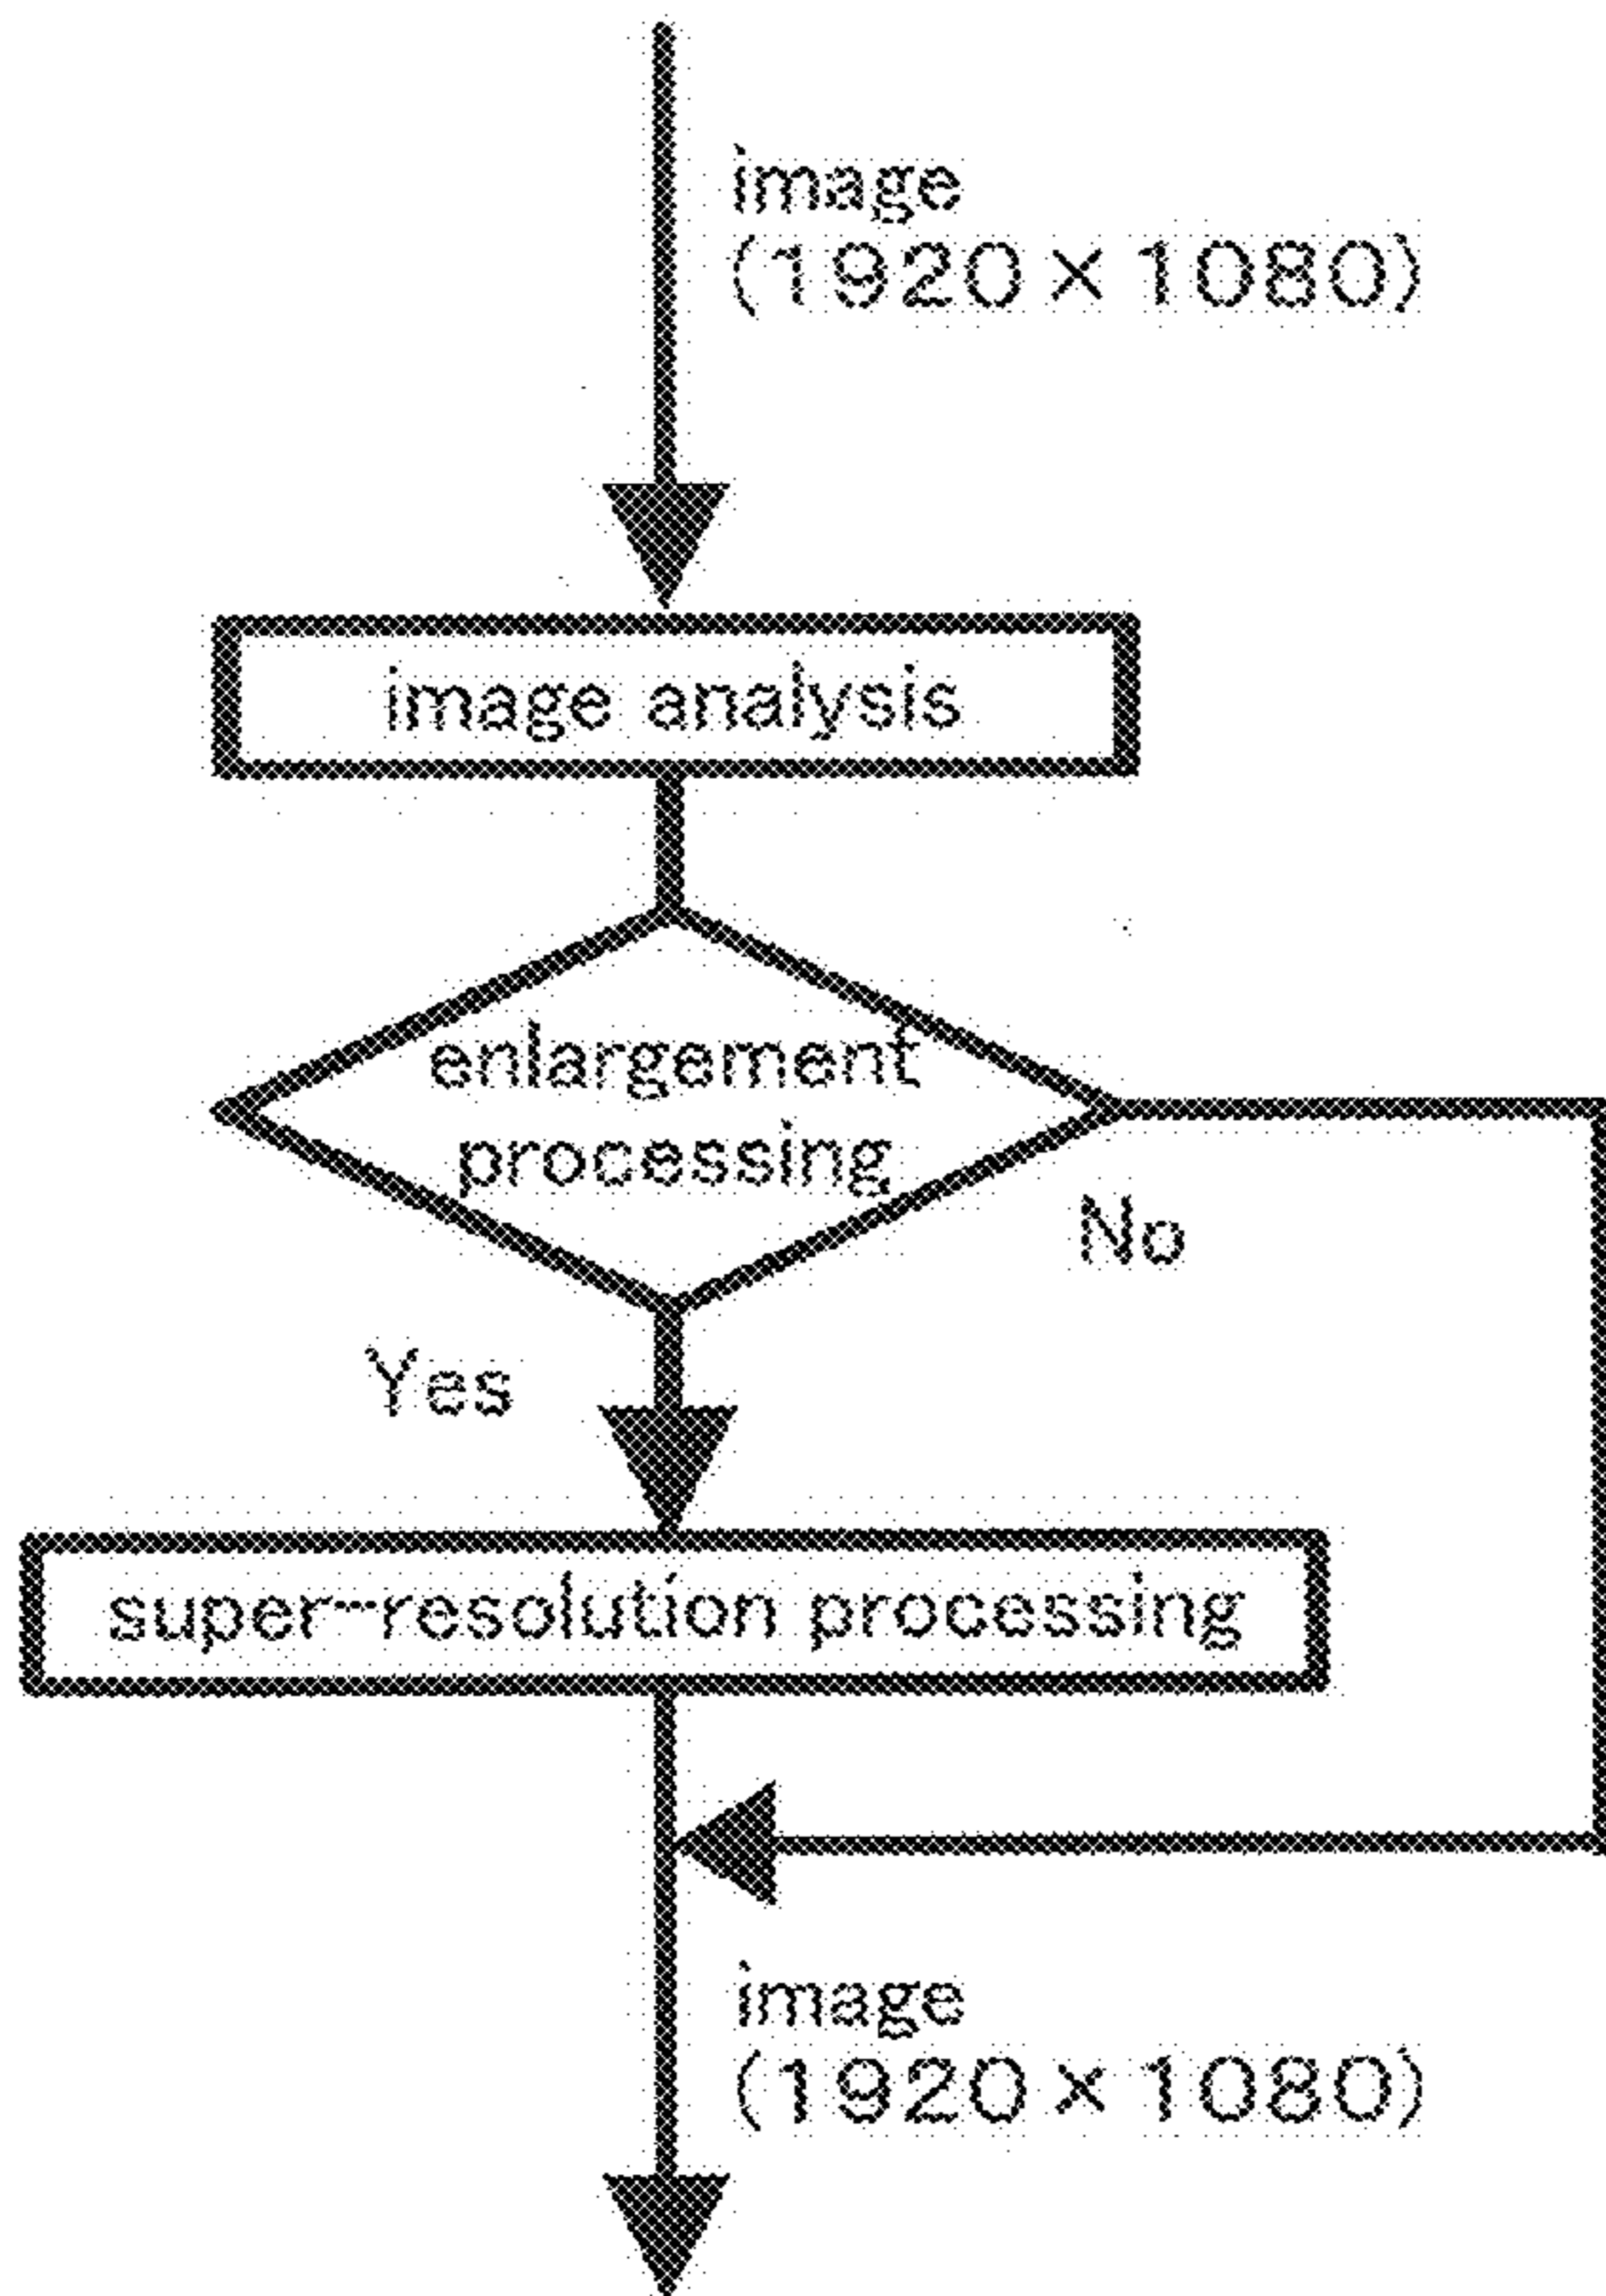 image
(1920×1080)
image analysis
enlargement
processing
No
Yes
super-resolution processing
image
(1920×1080)